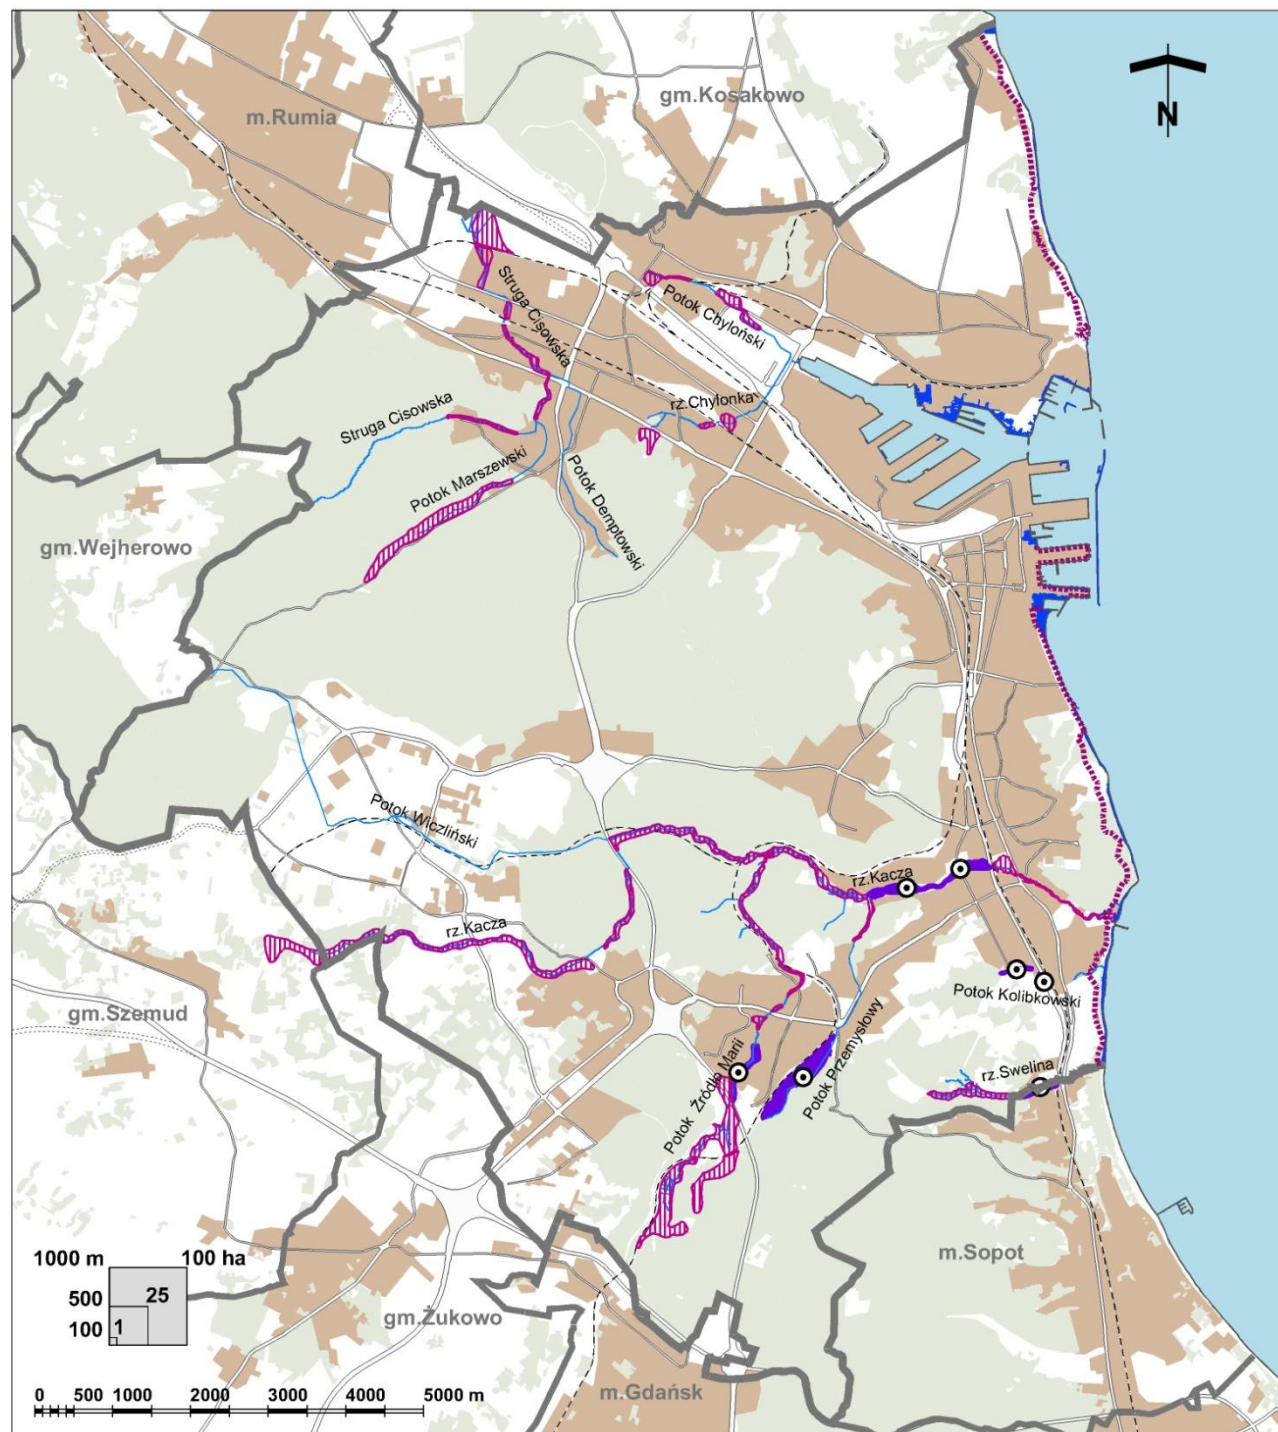 gm.Kosakowo
m.Rumia
N
Struga Cisowska
Potok Chyloński
rz.Chylonka
Struga Cisowska
Potok Marszewski
Potok Demptowski
gm.Wejherowo
Potok Wiczliński
rz.Kacza
rz.Kacza
Potok Kolibkowski
gm.Szemud
Potok Źródło Marii
Potok Przemysłowy
rz.Swelina
m.Sopot
1000 m 100 ha
500 25
100 1
gm.Żukowo
m.Gdańsk
0 500 1000 2000 3000 4000 5000 m